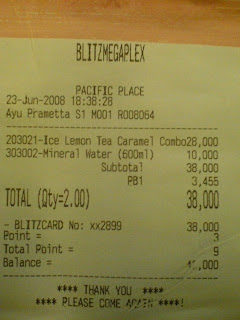 BLITZMEGAPLEX
PACIFIC PLACE
23-Jun-2008 18:38:28
Ayu Prametta S1 M001 R008064
203021-Ice Lemon Tea Caramel Combo28,000
303002-Mineral Water (600ml) 10,000
Subtotal 38,000
PB1 3,455
TOTAL (Qty=2.00) 38,000
- BLITZCARD No: xx2899 38,000
Point = 3
Total Point = 9
Balance =
**** THANK YOU ****
**** PLEASE COME AGAIN ****!